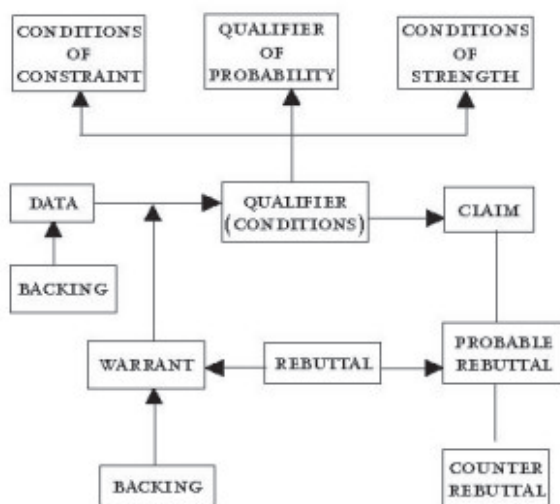 CONDITIONS
OF
CONSTRAINT
QUALIFIER
OF
PROBABILITY
CONDITIONS
OF
STRENGTH
DATA
QUALIFIER
(CONDITIONS)
CLAIM
BACKING
WARRANT
REBUTTAL
PROBABLE
REBUTTAL
BACKING
COUNTER
REBUTTAL